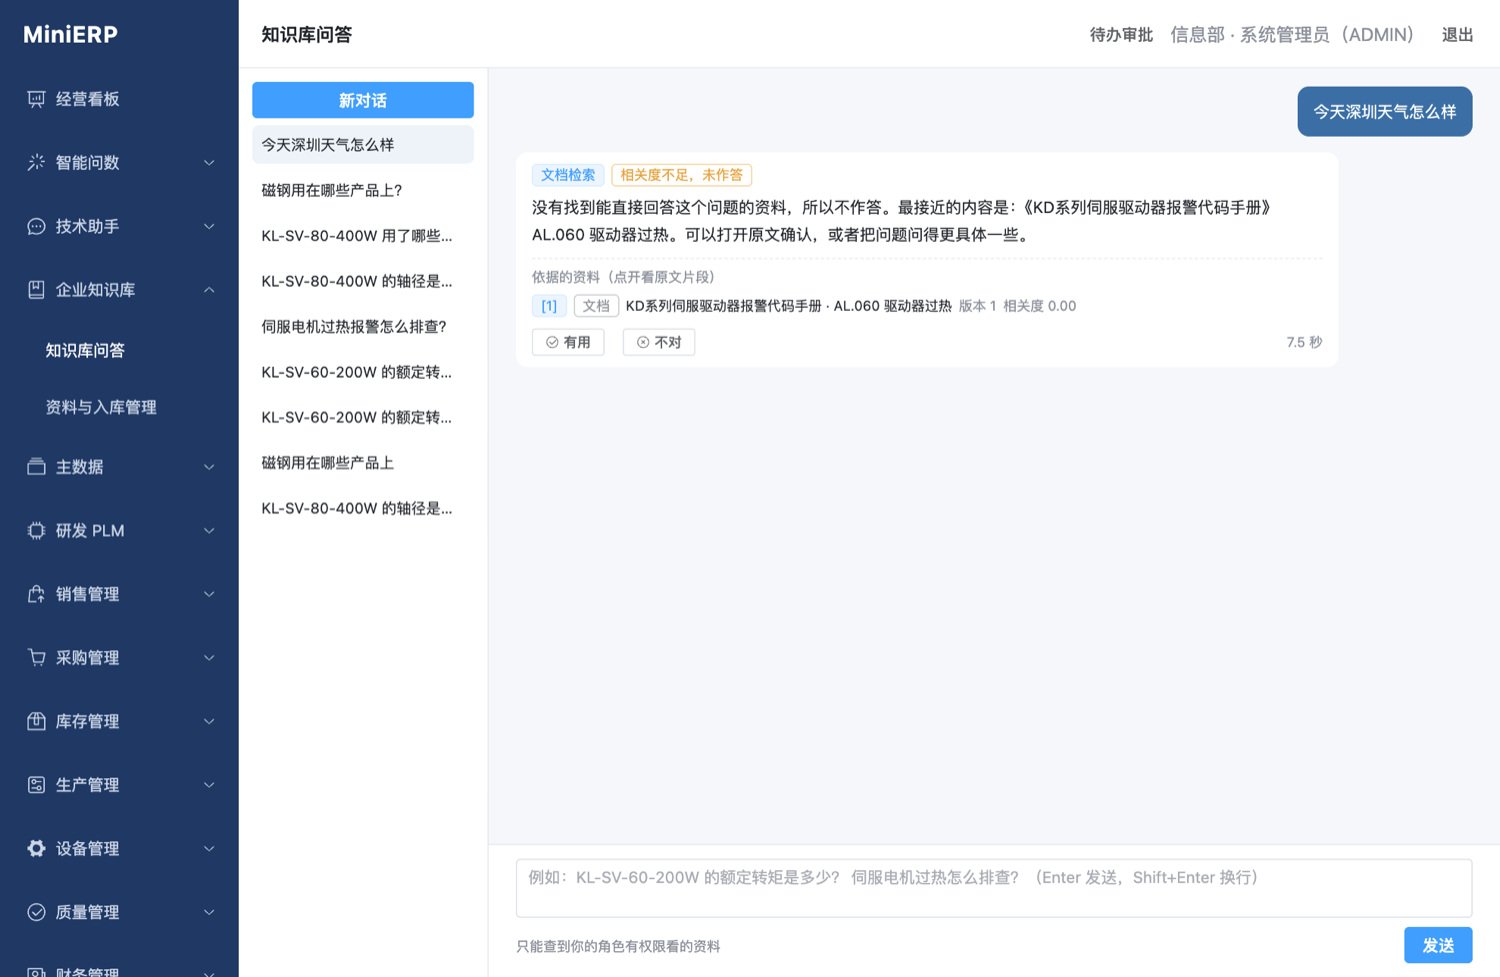 MiniERP
经营看板
智能问数
技术助手
企业知识库
知识库问答
资料与入库管理
主数据
研发 PLM
销售管理
采购管理
库存管理
生产管理
设备管理
质量管理
财务管理
知识库问答
待办审批 信息部 · 系统管理员（ADMIN） 退出
新对话
今天深圳天气怎么样
磁钢用在哪些产品上?
KL-SV-80-400W 用了哪些...
KL-SV-80-400W 的轴径是...
伺服电机过热报警怎么排查?
KL-SV-60-200W 的额定转...
KL-SV-60-200W 的额定转...
磁钢用在哪些产品上
KL-SV-80-400W 的轴径是...
今天深圳天气怎么样
文档检索 相关度不足，未作答
没有找到能直接回答这个问题的资料，所以不作答。最接近的内容是：《KD系列伺服驱动器报警代码手册》
AL.060 驱动器过热。可以打开原文确认，或者把问题问得更具体一些。
依据的资料（点开看原文片段）
[1] 文档 KD系列伺服驱动器报警代码手册 · AL.060 驱动器过热 版本 1 相关度 0.00
有用 不对 7.5 秒
例如：KL-SV-60-200W 的额定转矩是多少？ 伺服电机过热怎么排查？ （Enter 发送，Shift+Enter 换行）
只能查到你的角色有权限看的资料
发送